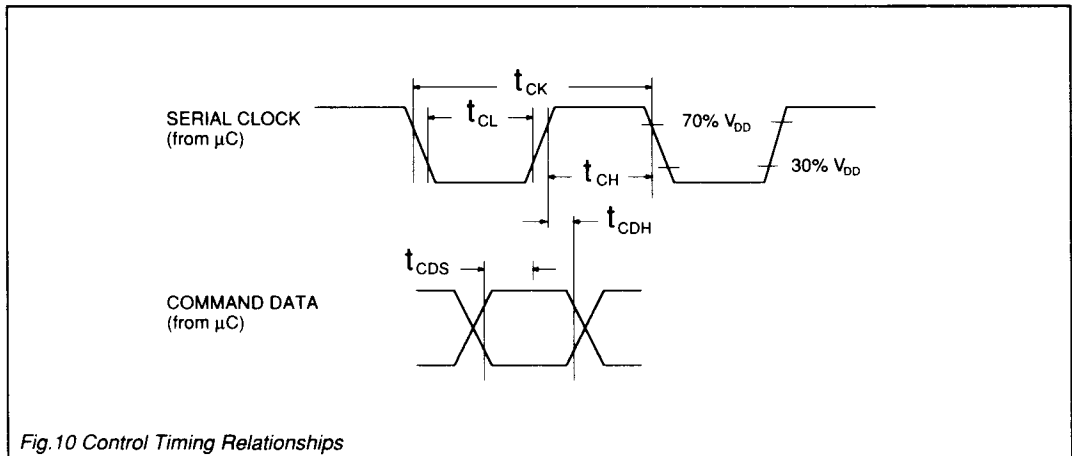 t_CK
SERIAL CLOCK
(from µC)
t_CL
70% V_DD
30% V_DD
t_CH
t_CDH
t_CDS
COMMAND DATA
(from µC)
Fig.10 Control Timing Relationships